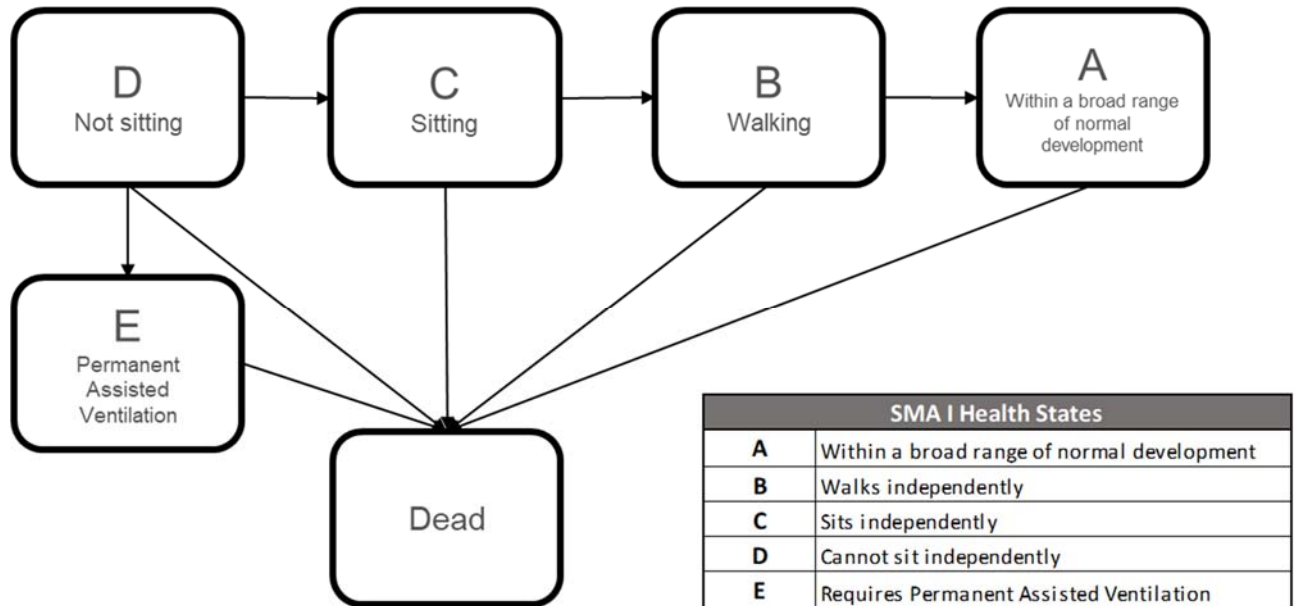 D
Not sitting
C
Sitting
B
Walking
A
Within a broad range
of normal
development
E
Permanent
Assisted
Ventilation
Dead
SMA I Health States
A Within a broad range of normal development
B Walks independently
C Sits independently
D Cannot sit independently
E Requires Permanent Assisted Ventilation